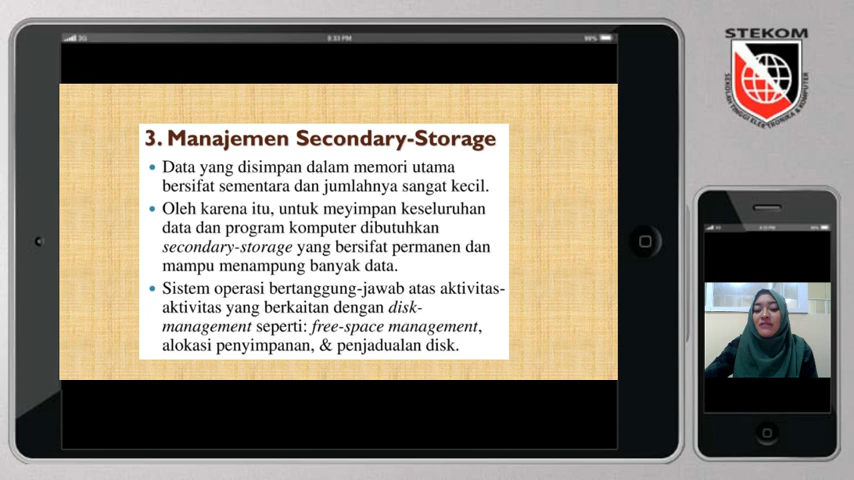 STEKOM
SEKOLAH TINGGI ELEKTRONIKA & KOMPUTER
3G
8:33 PM
99%
3. Manajemen Secondary-Storage
• Data yang disimpan dalam memori utama
bersifat sementara dan jumlahnya sangat kecil.
• Oleh karena itu, untuk meyimpan keseluruhan
data dan program komputer dibutuhkan
secondary-storage yang bersifat permanen dan
mampu menampung banyak data.
• Sistem operasi bertanggung-jawab atas aktivitas-
aktivitas yang berkaitan dengan disk-
management seperti: free-space management,
alokasi penyimpanan, & penjadualan disk.